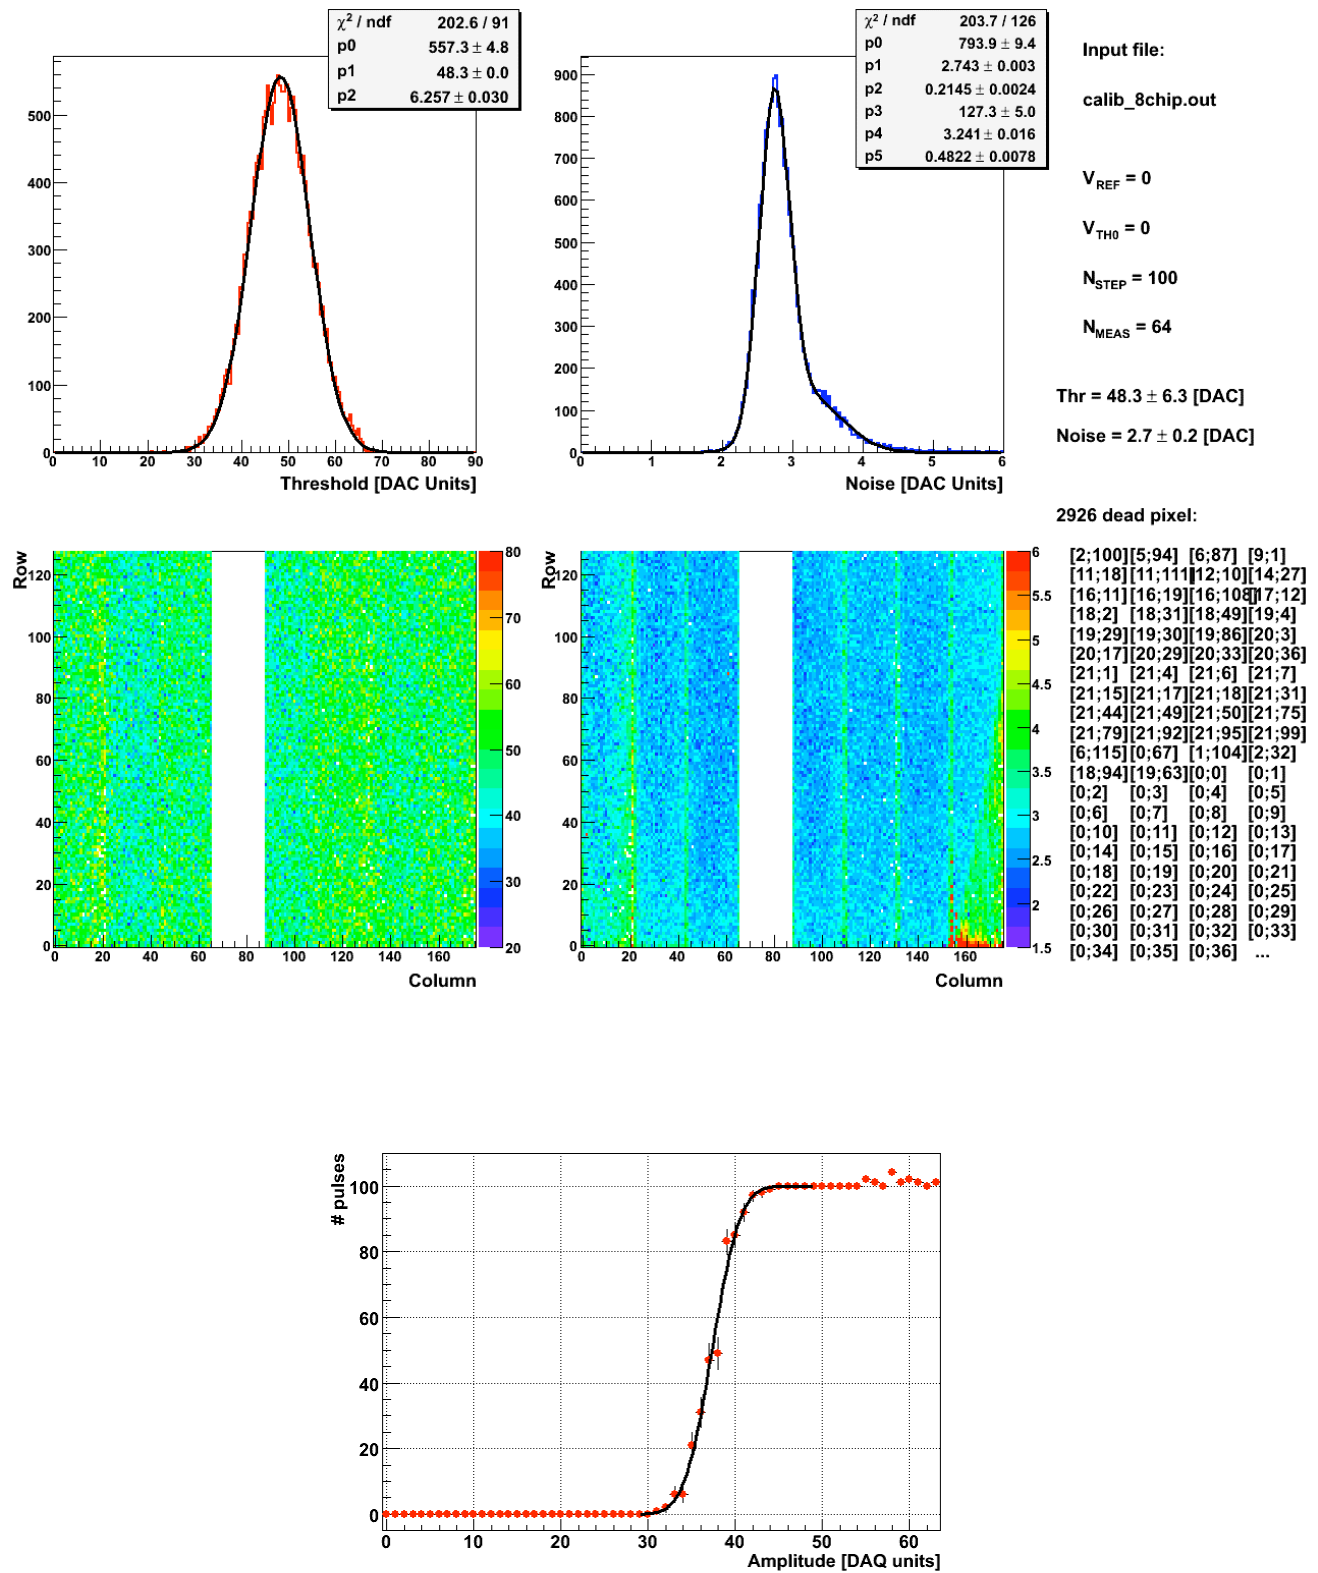 χ² / ndf 202.6 / 91
p0 557.3 ± 4.8
p1 48.3 ± 0.0
p2 6.257 ± 0.030
500
400
300
200
100
0
0 10 20 30 40 50 60 70 80 90
Threshold [DAC Units]
χ² / ndf 203.7 / 126
p0 793.9 ± 9.4
p1 2.743 ± 0.003
p2 0.2145 ± 0.0024
p3 127.3 ± 5.0
p4 3.241 ± 0.016
p5 0.4822 ± 0.0078
900
800
700
600
500
400
300
200
100
0
0 1 2 3 4 5 6
Noise [DAC Units]
Input file:
calib_8chip.out
V_REF = 0
V_TH0 = 0
N_STEP = 100
N_MEAS = 64
Thr = 48.3 ± 6.3 [DAC]
Noise = 2.7 ± 0.2 [DAC]
Row
120
100
80
60
40
20
0
0 20 40 60 80 100 120 140 160
Column
80
70
60
50
40
30
20
Row
120
100
80
60
40
20
0
0 20 40 60 80 100 120 140 160
Column
6
5.5
5
4.5
4
3.5
3
2.5
2
1.5
2926 dead pixel:
[2;100][5;94] [6;87] [9;1]
[11;18] [11;111][12;10][14;27]
[16;11] [16;19] [16;108][17;12]
[18;2] [18;31] [18;49] [19;4]
[19;29] [19;30] [19;86] [20;3]
[20;17] [20;29] [20;33] [20;36]
[21;1] [21;4] [21;6] [21;7]
[21;15] [21;17] [21;18] [21;31]
[21;44] [21;49] [21;50] [21;75]
[21;79] [21;92] [21;95] [21;99]
[6;115] [0;67] [1;104] [2;32]
[18;94] [19;63] [0;0] [0;1]
[0;2] [0;3] [0;4] [0;5]
[0;6] [0;7] [0;8] [0;9]
[0;10] [0;11] [0;12] [0;13]
[0;14] [0;15] [0;16] [0;17]
[0;18] [0;19] [0;20] [0;21]
[0;22] [0;23] [0;24] [0;25]
[0;26] [0;27] [0;28] [0;29]
[0;30] [0;31] [0;32] [0;33]
[0;34] [0;35] [0;36] ...
# pulses
100
80
60
40
20
0
0 10 20 30 40 50 60
Amplitude [DAQ units]